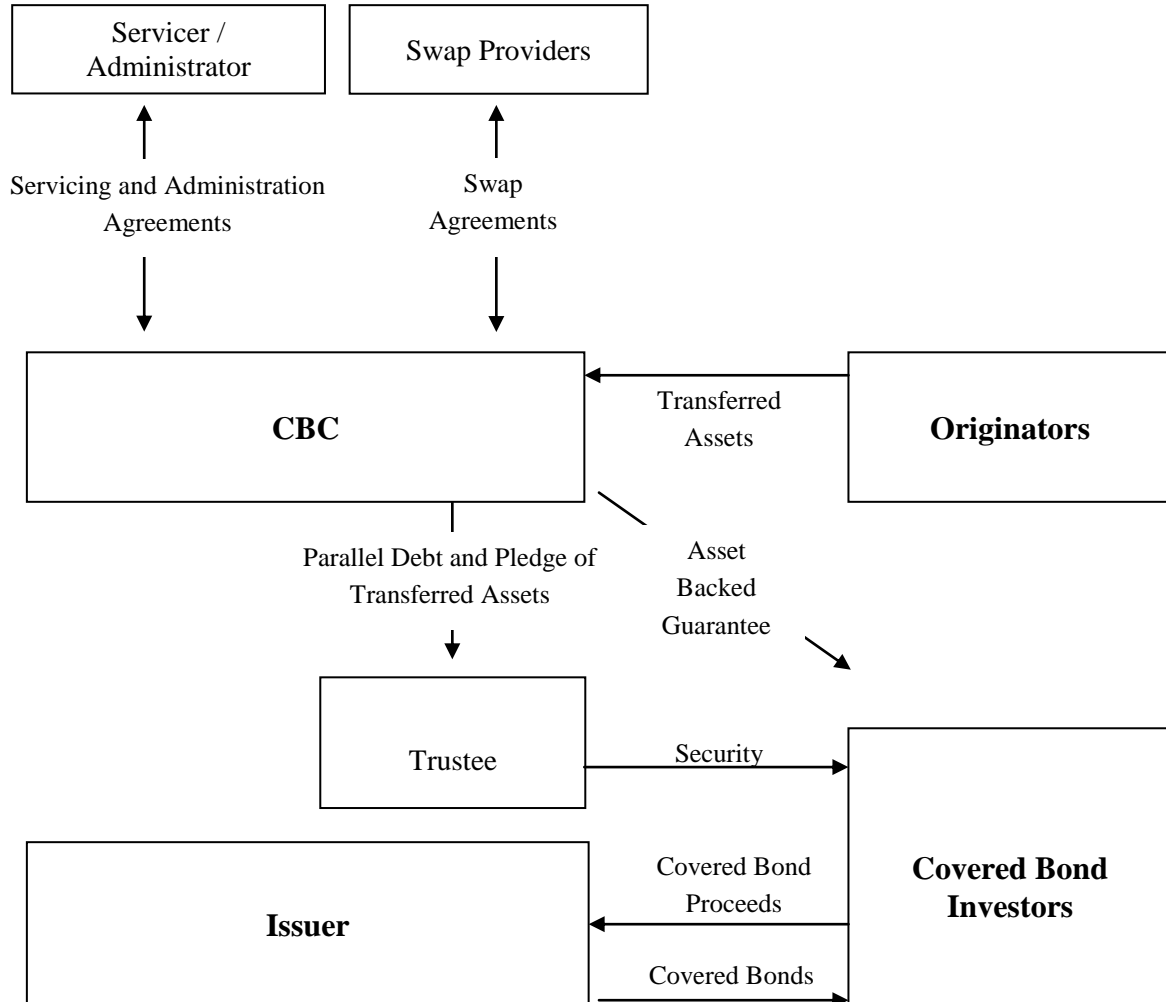 Servicer /
Administrator
Swap Providers
Servicing and Administration
Agreements
Swap
Agreements
CBC
Transferred
Assets
Originators
Parallel Debt and Pledge of
Transferred Assets
Asset
Backed
Guarantee
Trustee
Security
Covered Bond
Proceeds
Covered Bond
Investors
Issuer
Covered Bonds